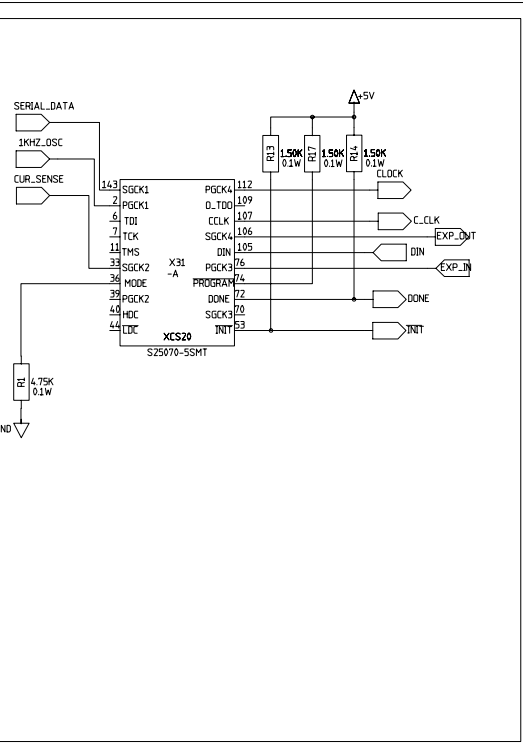 +5V
SERIAL_DATA
1KHZ_OSC
CUR_SENSE
R13
1.50K
0.1W
R17
1.50K
0.1W
R14
1.50K
0.1W
CLOCK
C_CLK
EXP_OUT
DIN
EXP_IN
DONE
INIT
143 SGCK1 PGCK4 112
2 PGCK1 O_TDO 109
6 TDI CCLK 107
7 TCK SGCK4 106
11 TMS DIN 105
33 SGCK2 PGCK3 76
36 MODE PROGRAM 74
39 PGCK2 DONE 72
40 HDC SGCK3 70
44 LDC INIT 53
X31
-A
XCS20
S25070-5SMT
R1
4.75K
0.1W
ND